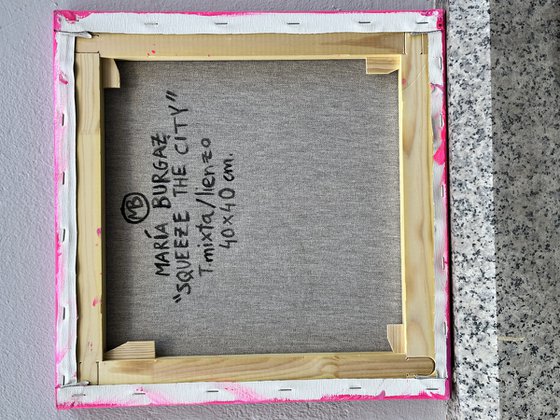 MB
MARÍA BURGAZ
"SQUEEZE THE CITY"
T.mixta/lienzo
40x40 cm.